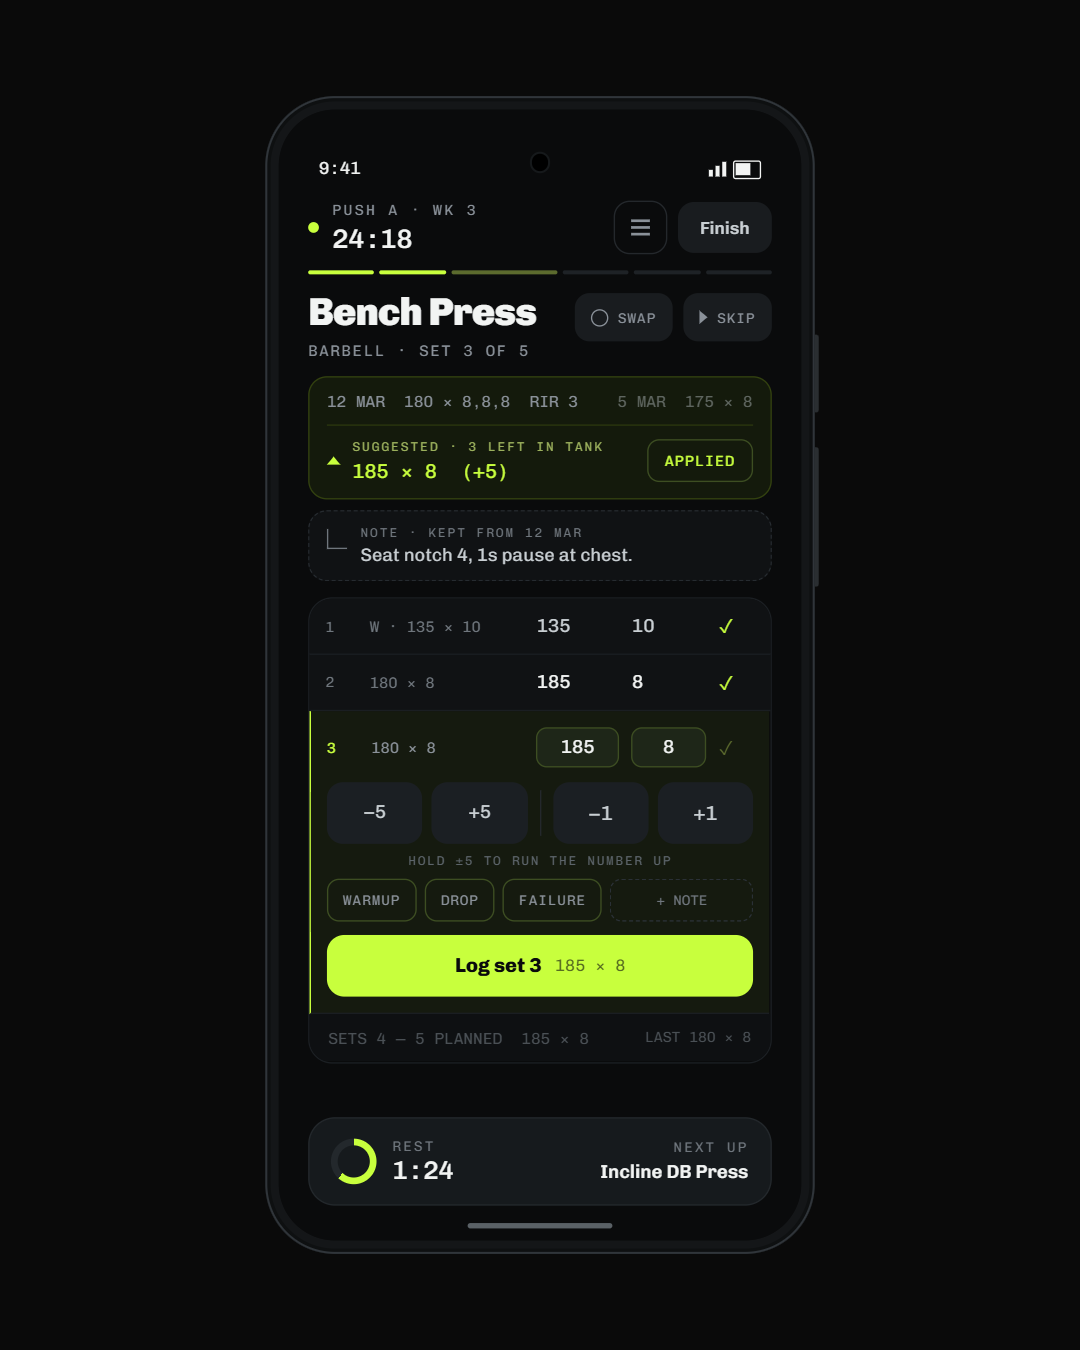 9:41
PUSH A · WK 3
24:18
Finish
Bench Press
SWAP
SKIP
BARBELL · SET 3 OF 5
12 MAR 180 × 8,8,8 RIR 3 5 MAR 175 × 8
SUGGESTED · 3 LEFT IN TANK
185 × 8 (+5)
APPLIED
NOTE · KEPT FROM 12 MAR
Seat notch 4, 1s pause at chest.
1 W · 135 × 10 135 10 ✓
2 180 × 8 185 8 ✓
3 180 × 8 185 8 ✓
−5 +5 −1 +1
HOLD ±5 TO RUN THE NUMBER UP
WARMUP DROP FAILURE + NOTE
Log set 3 185 × 8
SETS 4 — 5 PLANNED 185 × 8 LAST 180 × 8
REST
1:24
NEXT UP
Incline DB Press